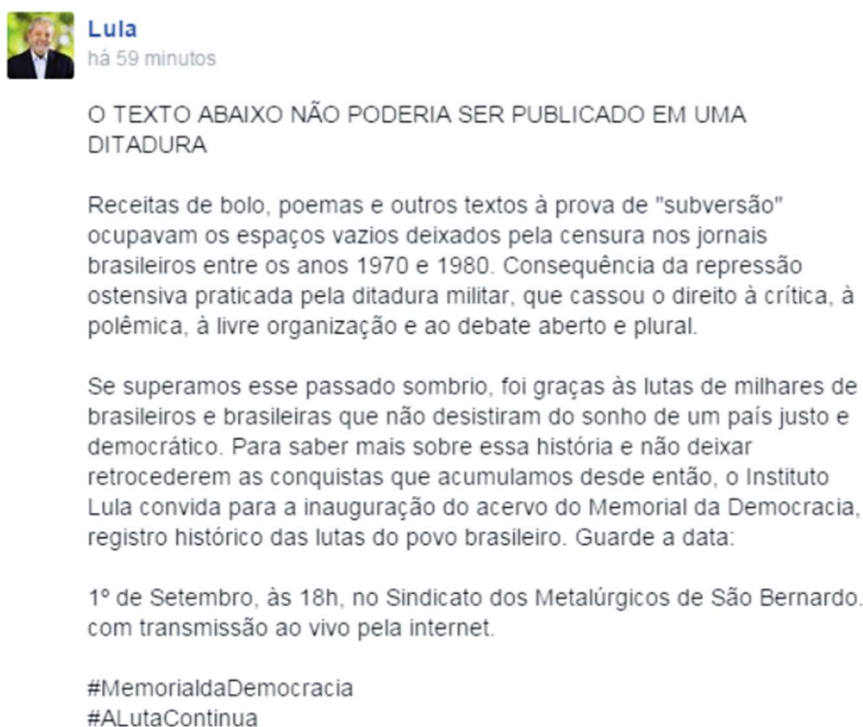 Lula
há 59 minutos
O TEXTO ABAIXO NÃO PODERIA SER PUBLICADO EM UMA
DITADURA
Receitas de bolo, poemas e outros textos à prova de "subversão"
ocupavam os espaços vazios deixados pela censura nos jornais
brasileiros entre os anos 1970 e 1980. Consequência da repressão
ostensiva praticada pela ditadura militar, que cassou o direito à crítica, à
polêmica, à livre organização e ao debate aberto e plural.
Se superamos esse passado sombrio, foi graças às lutas de milhares de
brasileiros e brasileiras que não desistiram do sonho de um país justo e
democrático. Para saber mais sobre essa história e não deixar
retrocederem as conquistas que acumulamos desde então, o Instituto
Lula convida para a inauguração do acervo do Memorial da Democracia,
registro histórico das lutas do povo brasileiro. Guarde a data:
1º de Setembro, às 18h, no Sindicato dos Metalúrgicos de São Bernardo.
com transmissão ao vivo pela internet.
#MemorialdaDemocracia
#ALutaContinua